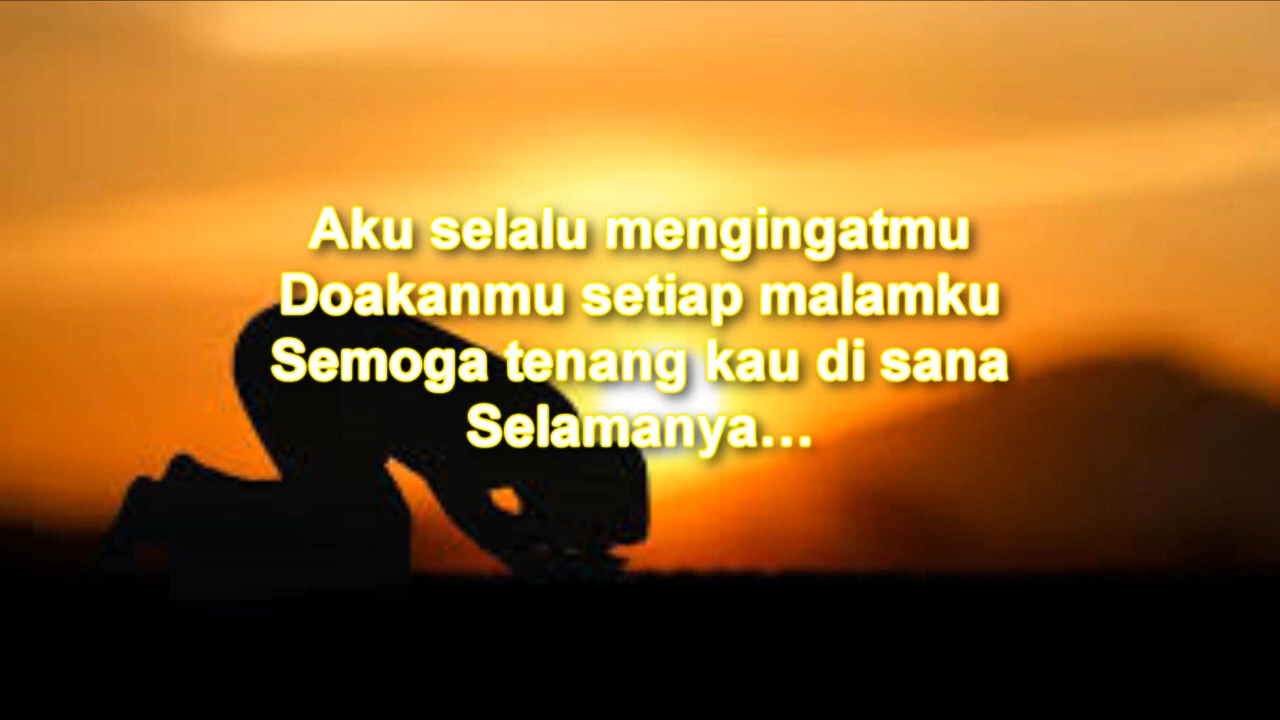 Aku selalu mengingatmu
Doakanmu setiap malamku
Semoga tenang kau di sana
Selamanya…